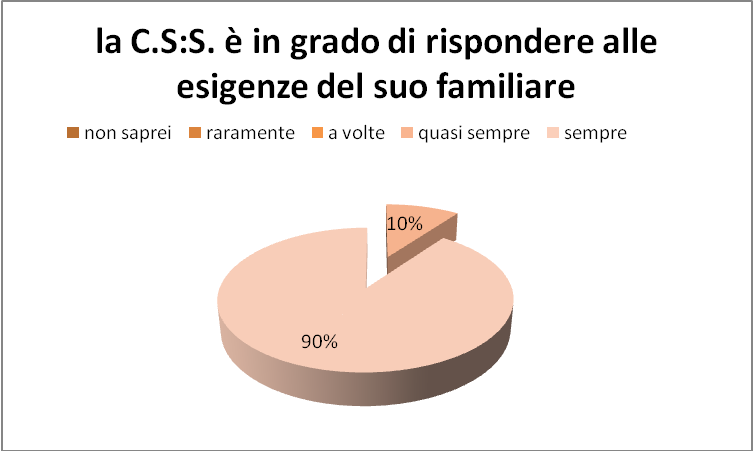 la C.S:S. è in grado di rispondere alle
esigenze del suo familiare
non saprei raramente a volte quasi sempre sempre
10%
90%